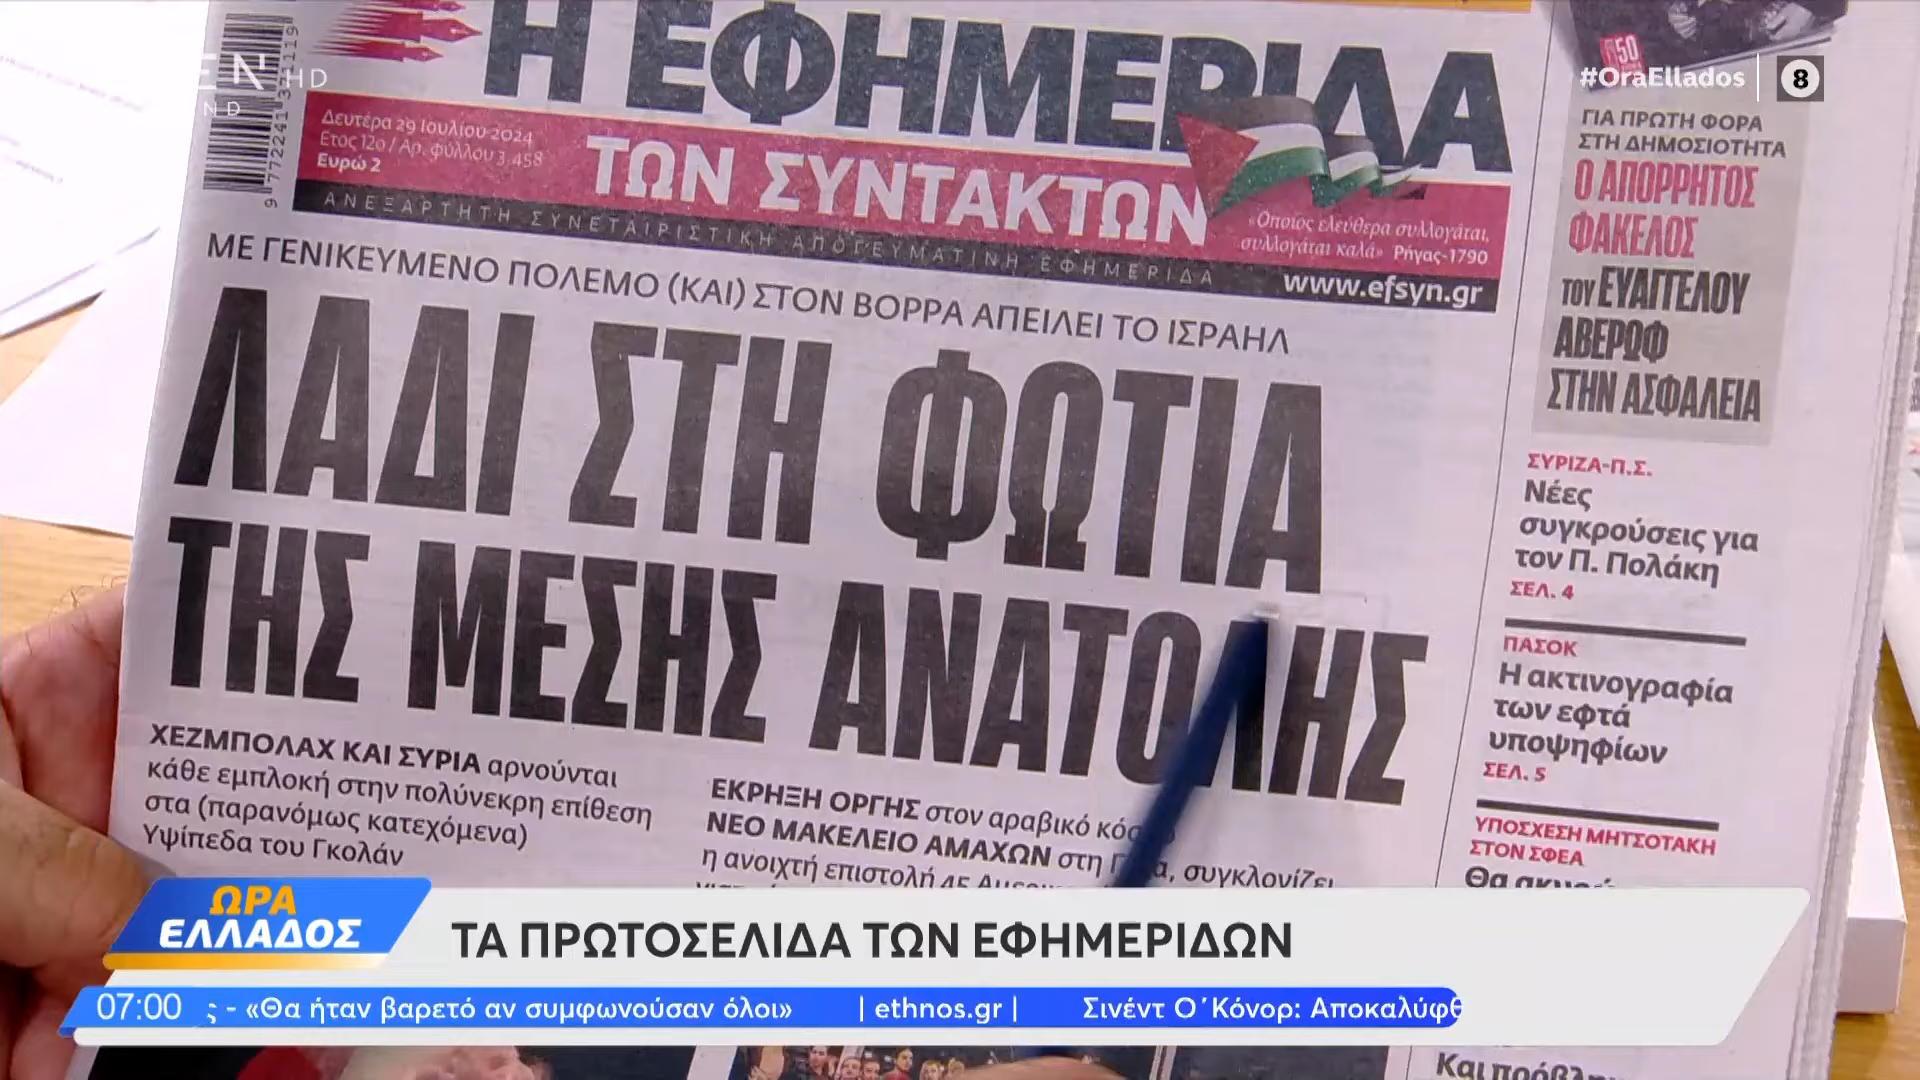 Η ΕΦΗΜΕΡΙΔΑ
ΤΩΝ ΣΥΝΤΑΚΤΩΝ
Δευτέρα 29 Ιουλίου 2024
Έτος 12ο / Αρ. φύλλου 3.458
Ευρώ 2
«Όποιος ελεύθερα συλλογάται,
συλλογάται καλά» Ρήγας-1790
ΑΝΕΞΑΡΤΗΤΗ ΣΥΝΕΤΑΙΡΙΣΤΙΚΗ ΑΠΟΓΕΥΜΑΤΙΝΗ ΕΦΗΜΕΡΙΔΑ
www.efsyn.gr
HD
#OraEllados
8
ΜΕ ΓΕΝΙΚΕΥΜΕΝΟ ΠΟΛΕΜΟ (ΚΑΙ) ΣΤΟΝ ΒΟΡΡΑ ΑΠΕΙΛΕΙ ΤΟ ΙΣΡΑΗΛ
ΛΑΔΙ ΣΤΗ ΦΩΤΙΑ
ΤΗΣ ΜΕΣΗΣ ΑΝΑΤΟΛΗΣ
ΧΕΖΜΠΟΛΑΧ ΚΑΙ ΣΥΡΙΑ αρνούνται
κάθε εμπλοκή στην πολύνεκρη επίθεση
στα (παρανόμως κατεχόμενα)
Υψίπεδα του Γκολάν
ΕΚΡΗΞΗ ΟΡΓΗΣ στον αραβικό
ΝΕΟ ΜΑΚΕΛΕΙΟ ΑΜΑΧΩΝ στη συγκλονίζει
η ανοιχτή επιστολή 45
ΓΙΑ ΠΡΩΤΗ ΦΟΡΑ
ΣΤΗ ΔΗΜΟΣΙΟΤΗΤΑ
Ο ΑΠΟΡΡΗΤΟΣ
ΦΑΚΕΛΟΣ
ΤΟΥ ΕΥΑΓΓΕΛΟΥ
ΑΒΕΡΩΦ
ΣΤΗΝ ΑΣΦΑΛΕΙΑ
ΣΥΡΙΖΑ-Π.Σ.
Νέες
συγκρούσεις για
τον Π. Πολάκη
ΣΕΛ. 4
ΠΑΣΟΚ
Η ακτινογραφία
των εφτά
υποψηφίων
ΣΕΛ. 5
ΥΠΟΣΧΕΣΗ ΜΗΤΣΟΤΑΚΗ
ΣΤΟΝ ΣΦΕΑ
Θα
Και
ΩΡΑ
ΕΛΛΑΔΟΣ
ΤΑ ΠΡΩΤΟΣΕΛΙΔΑ ΤΩΝ ΕΦΗΜΕΡΙΔΩΝ
07:00 ς - «Θα ήταν βαρετό αν συμφωνούσαν όλοι» | ethnos.gr | Σινέντ Ο΄Κόνορ: Αποκαλύφθ